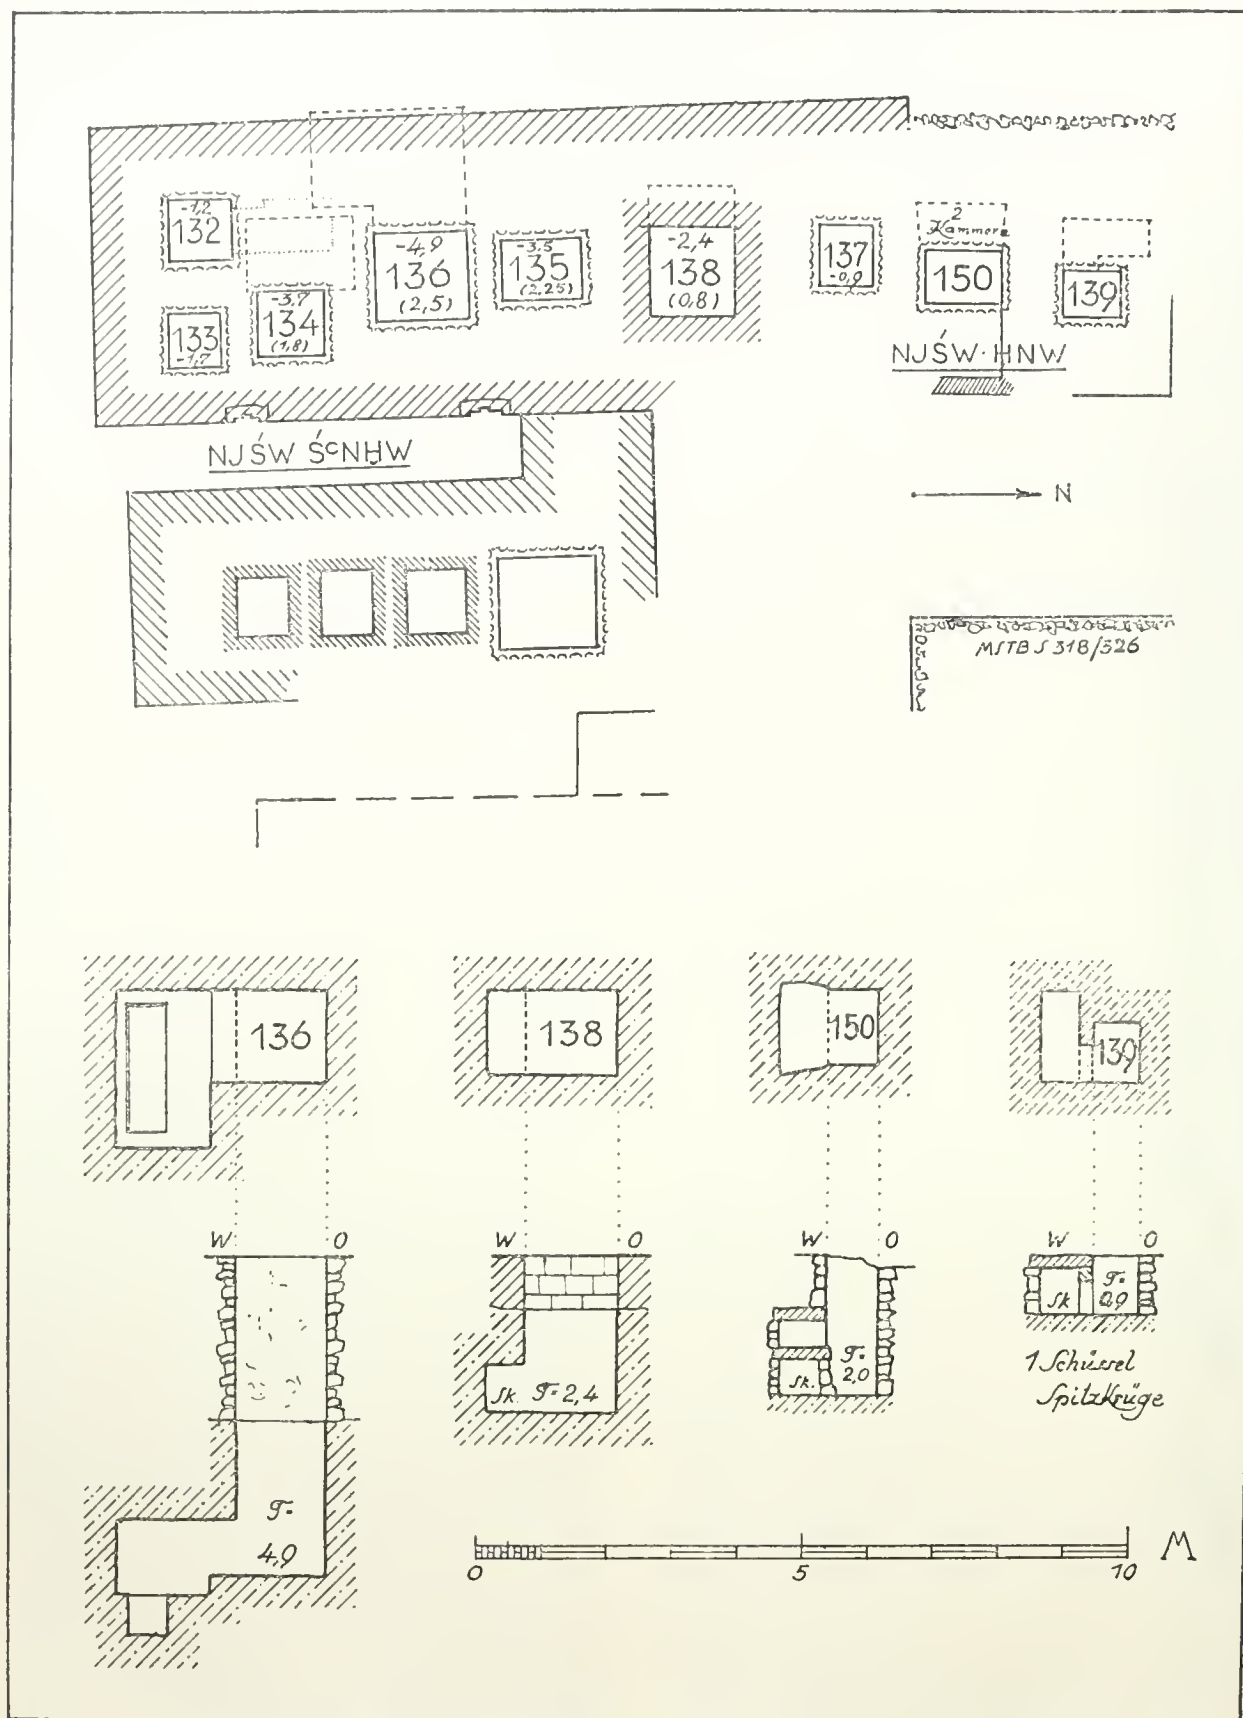 -1,2
132
-4,9
136
(2,5)
-3,5
135
(2,25)
-2,4
138
(0,8)
137
-0,9
2
Kammern
150
139
133
-1,7
-3,7
134
(1,8)
NJŚW·HNW
NJŚW ŚꜤNḪW
N
MSTB S 318/326
136
138
150
139
W O
W O
W O
W O
T=
4,9
Sk. T=2,4
T=
2,0
Sk.
Sk
T=
0,9
1 Schüssel
Spitzkrüge
0 5 10 M